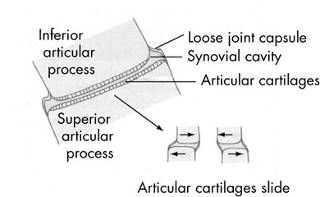 Inferior
articular
process
Loose joint capsule
Synovial cavity
Articular cartilages
Superior
articular
process
Articular cartilages slide